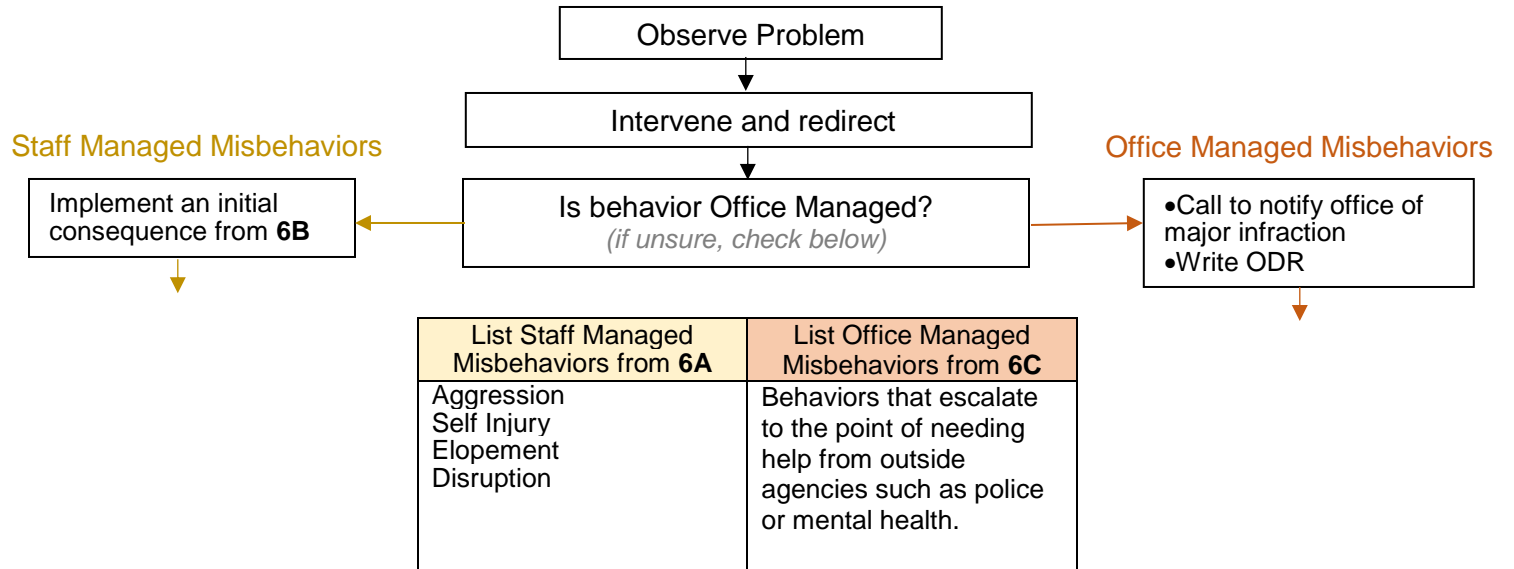 Observe Problem
Intervene and redirect
Staff Managed Misbehaviors
Office Managed Misbehaviors
Implement an initial
consequence from 6B
Is behavior Office Managed?
(if unsure, check below)
•Call to notify office of
major infraction
•Write ODR
List Staff Managed
Misbehaviors from 6A
List Office Managed
Misbehaviors from 6C
Aggression
Self Injury
Elopement
Disruption
Behaviors that escalate
to the point of needing
help from outside
agencies such as police
or mental health.